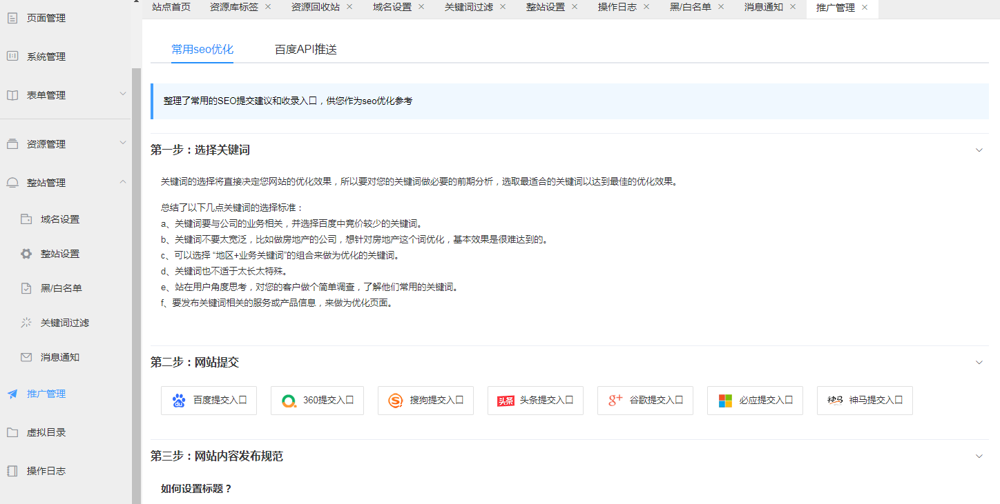 页面管理
系统管理
表单管理
资源管理
整站管理
域名设置
整站设置
黑/白名单
关键词过滤
消息通知
推广管理
虚拟目录
操作日志
站点首页 资源库标签 资源回收站 域名设置 关键词过滤 整站设置 操作日志 黑/白名单 消息通知 推广管理
常用seo优化 百度API推送
整理了常用的SEO提交建议和收录入口，供您作为seo优化参考
第一步：选择关键词
关键词的选择将直接决定您网站的优化效果，所以要对您的关键词做必要的前期分析，选取最适合的关键词以达到最佳的优化效果。
总结了以下几点关键词的选择标准：
a、关键词要与公司的业务相关，并选择百度中竞价较少的关键词。
b、关键词不要太宽泛，比如做房地产的公司，想针对房地产这个词优化，基本效果是很难达到的。
c、可以选择 “地区+业务关键词”的组合来做为优化的关键词。
d、关键词也不适于太长太特殊。
e、站在用户角度思考，对您的客户做个简单调查，了解他们常用的关键词。
f、要发布关键词相关的服务或产品信息，来做为优化页面。
第二步：网站提交
du 百度提交入口 360提交入口 S 搜狗提交入口 头条 头条提交入口 g+ 谷歌提交入口 必应提交入口 神马 神马提交入口
第三步：网站内容发布规范
如何设置标题？